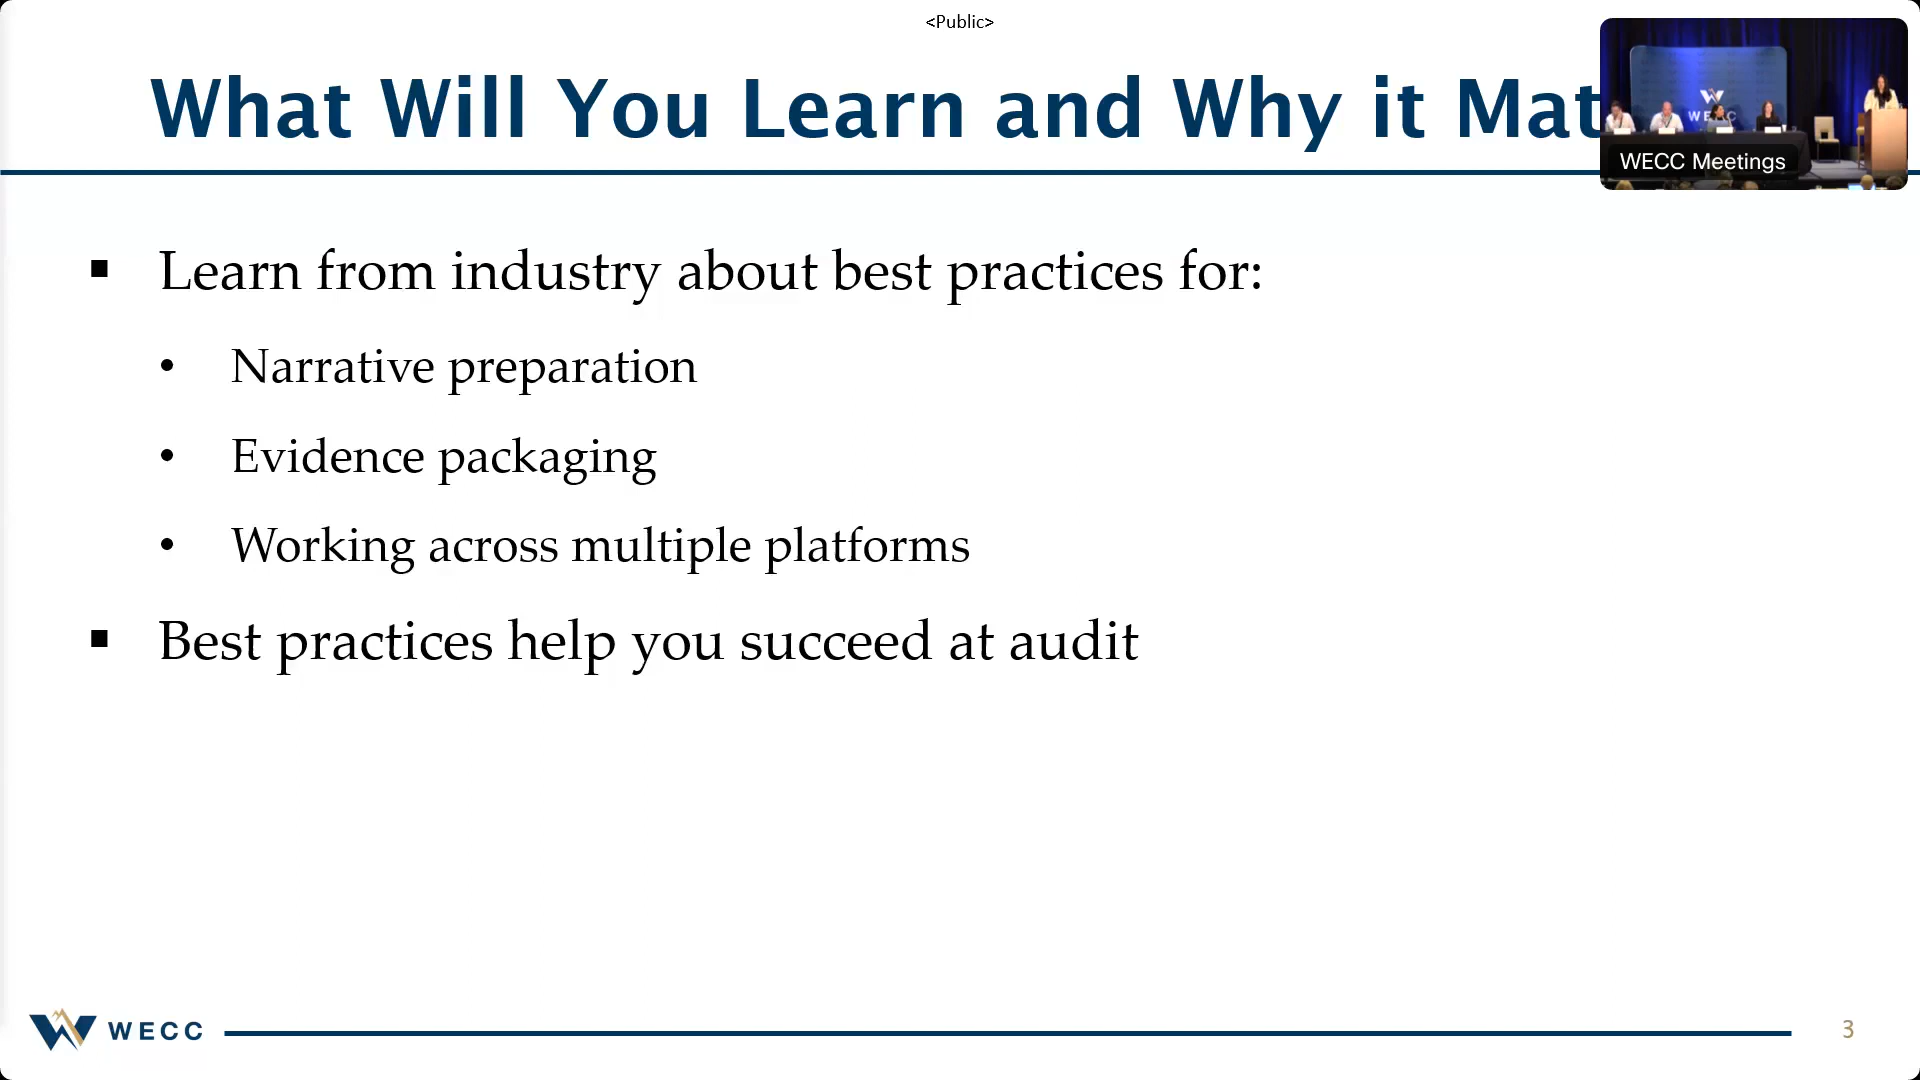 <Public>
What Will You Learn and Why it Mat
WECC Meetings
▪ Learn from industry about best practices for:
• Narrative preparation
• Evidence packaging
• Working across multiple platforms
▪ Best practices help you succeed at audit
WECC
3